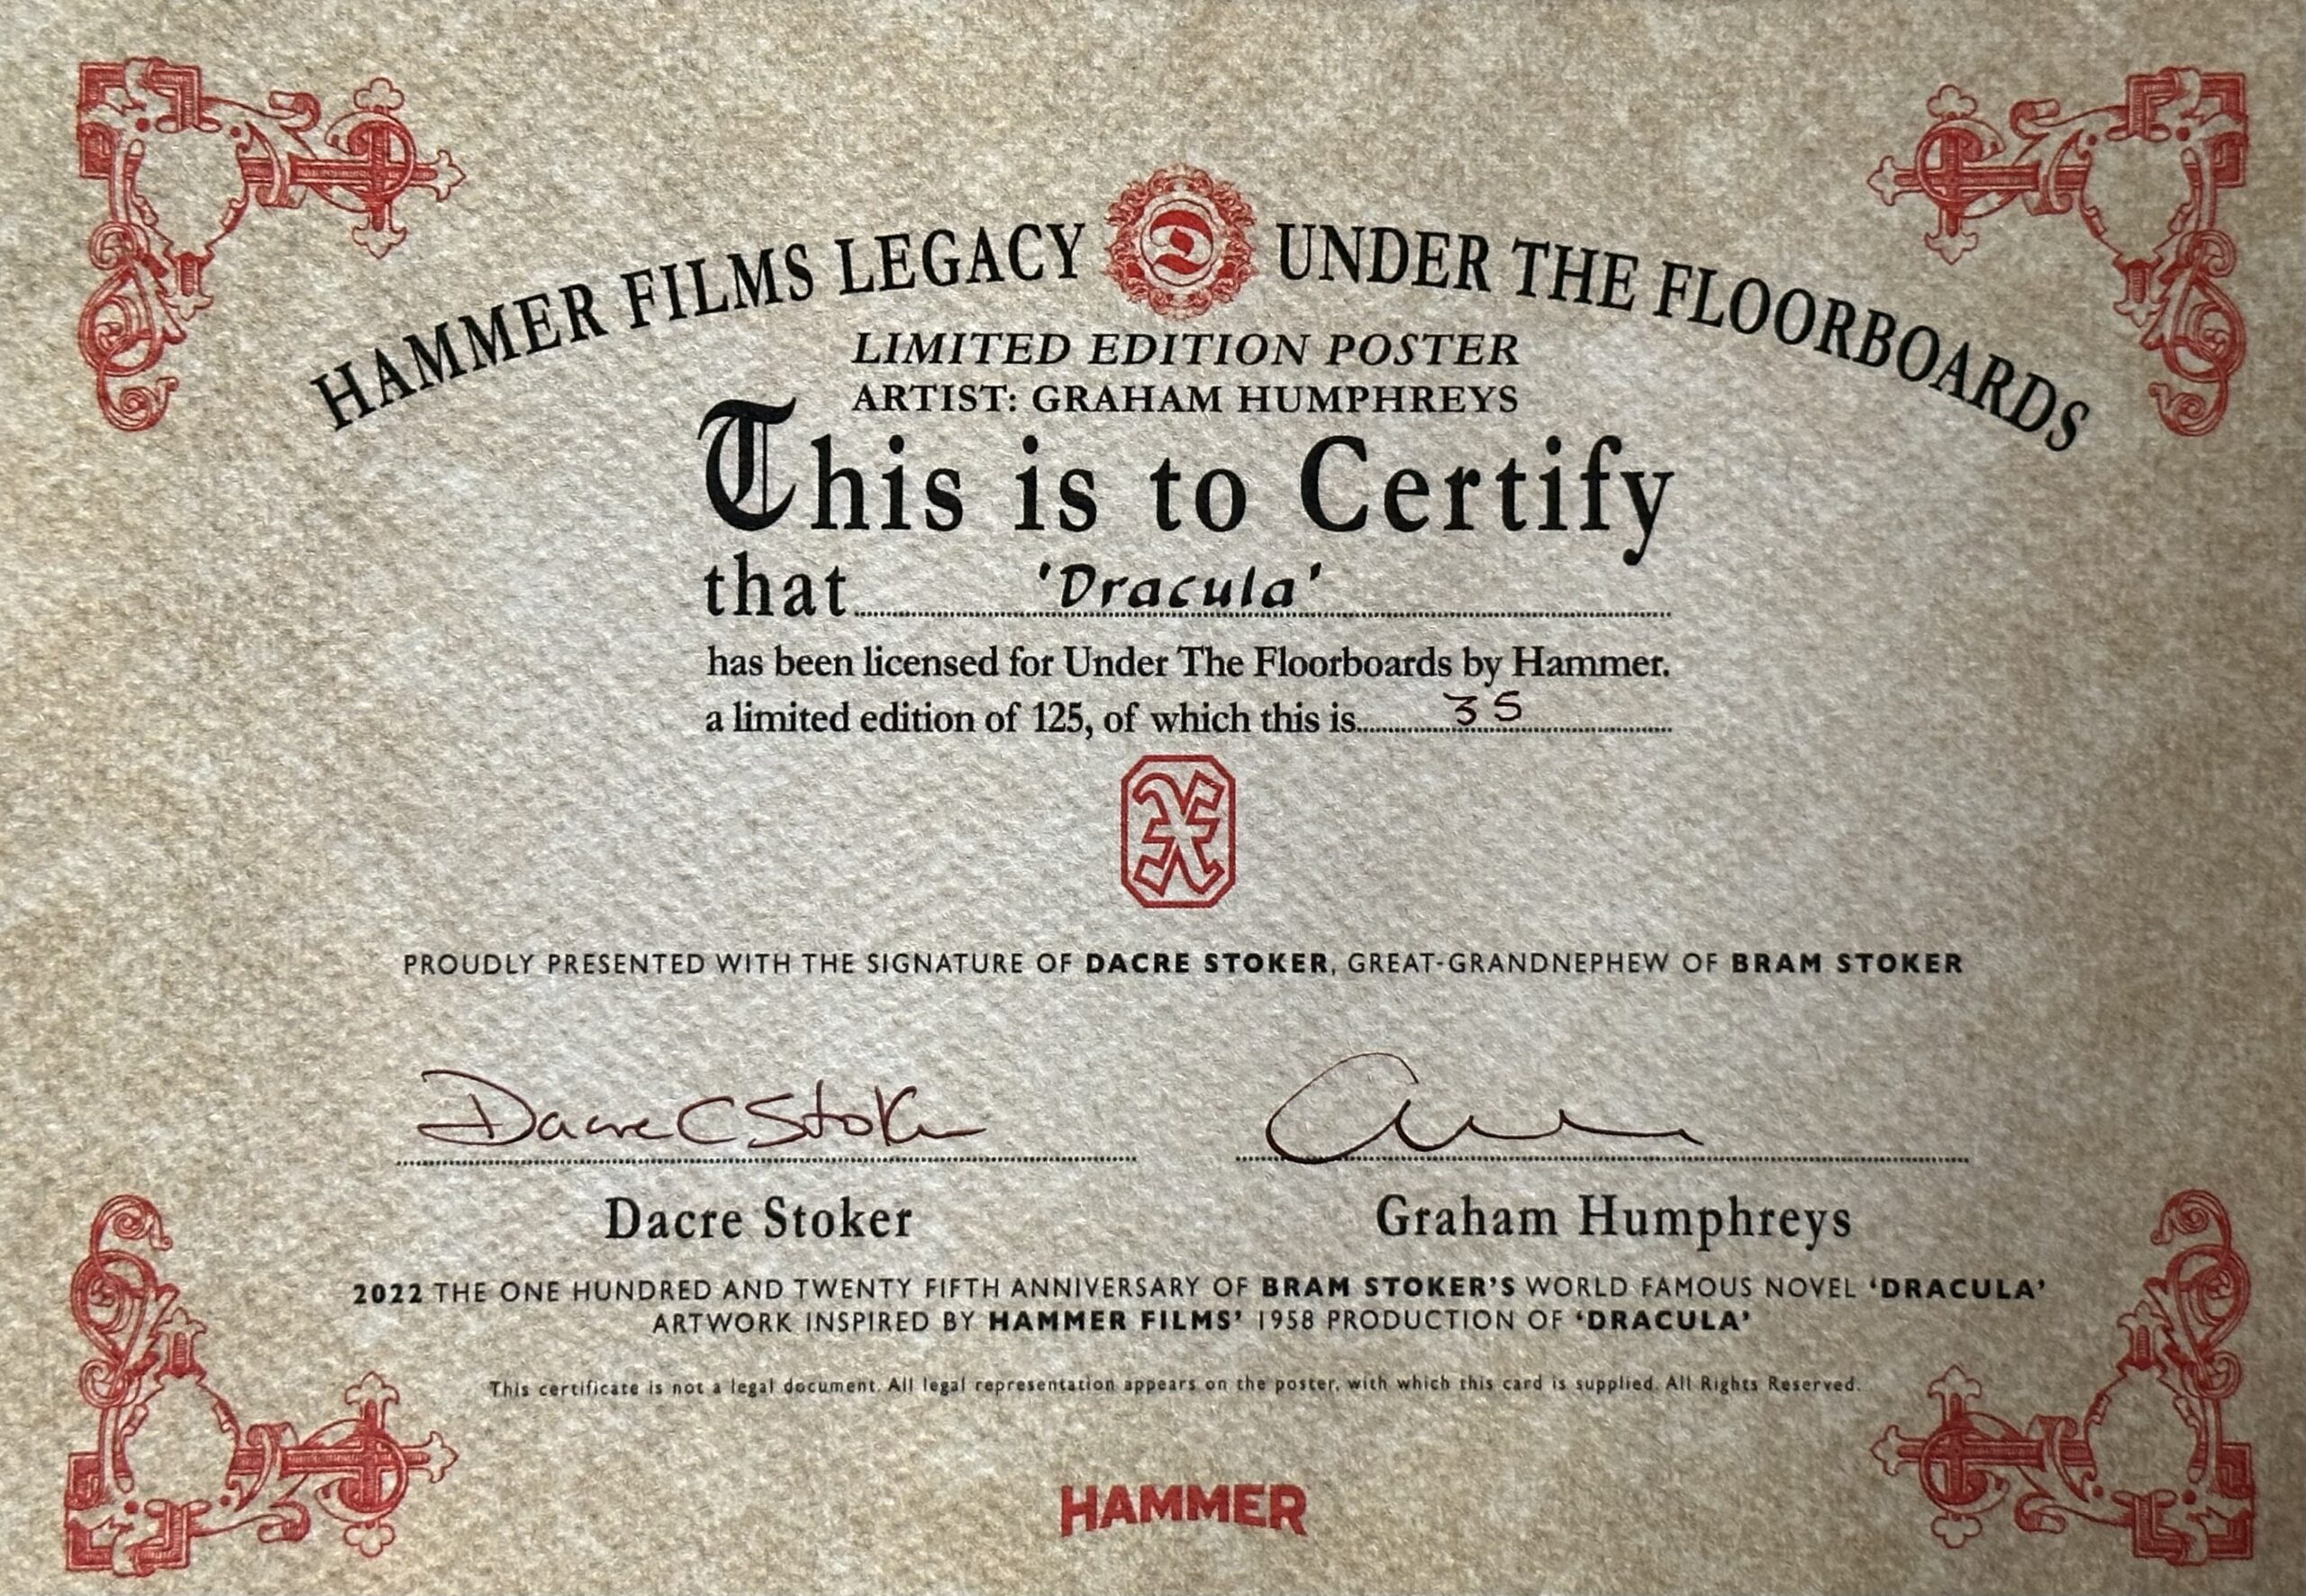 HAMMER FILMS LEGACY D UNDER THE FLOORBOARDS
LIMITED EDITION POSTER
ARTIST: GRAHAM HUMPHREYS
This is to Certify
that 'Dracula'
has been licensed for Under The Floorboards by Hammer.
a limited edition of 125, of which this is 35
X
PROUDLY PRESENTED WITH THE SIGNATURE OF DACRE STOKER, GREAT-GRANDNEPHEW OF BRAM STOKER
Dacre C Stoker
Dacre Stoker Graham Humphreys
2022 THE ONE HUNDRED AND TWENTY FIFTH ANNIVERSARY OF BRAM STOKER'S WORLD FAMOUS NOVEL ‘DRACULA’
ARTWORK INSPIRED BY HAMMER FILMS’ 1958 PRODUCTION OF ‘DRACULA’
This certificate is not a legal document. All legal representation appears on the poster, with which this card is supplied. All Rights Reserved.
HAMMER